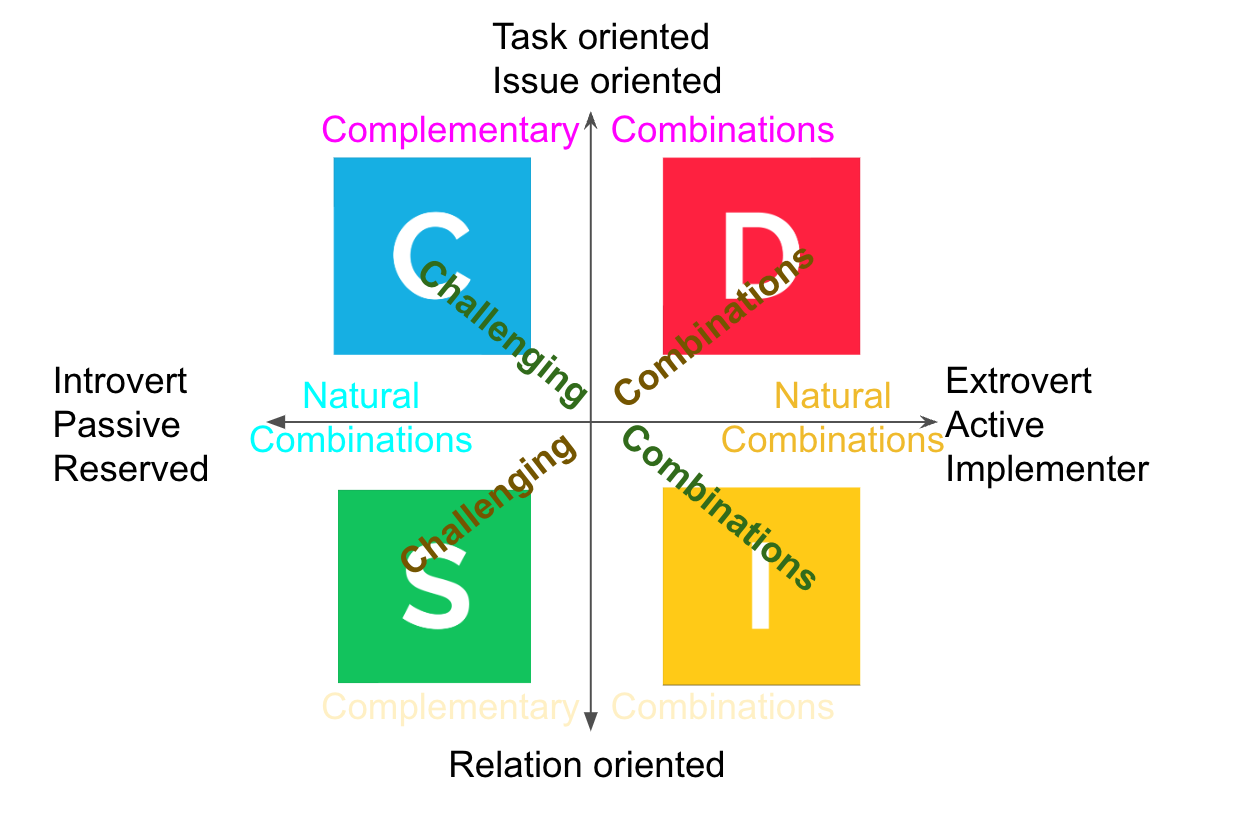 Task oriented
Issue oriented
Complementary Combinations
C D
Challenging Combinations
Introvert
Passive
Reserved
Natural
Combinations
Natural
Combinations
Extrovert
Active
Implementer
Challenging Combinations
S I
Complementary Combinations
Relation oriented